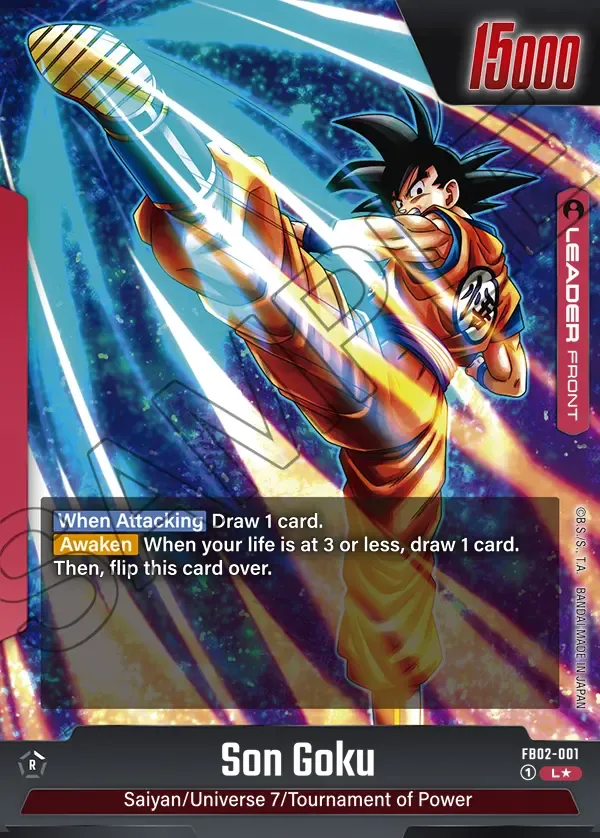 15000
LEADER FRONT
When Attacking Draw 1 card.
Awaken When your life is at 3 or less, draw 1 card.
Then, flip this card over.
©B.S./S., T.A. BANDAI MADE IN JAPAN
SAMPLE
Son Goku
FB02-001
R
1 L★
Saiyan/Universe 7/Tournament of Power